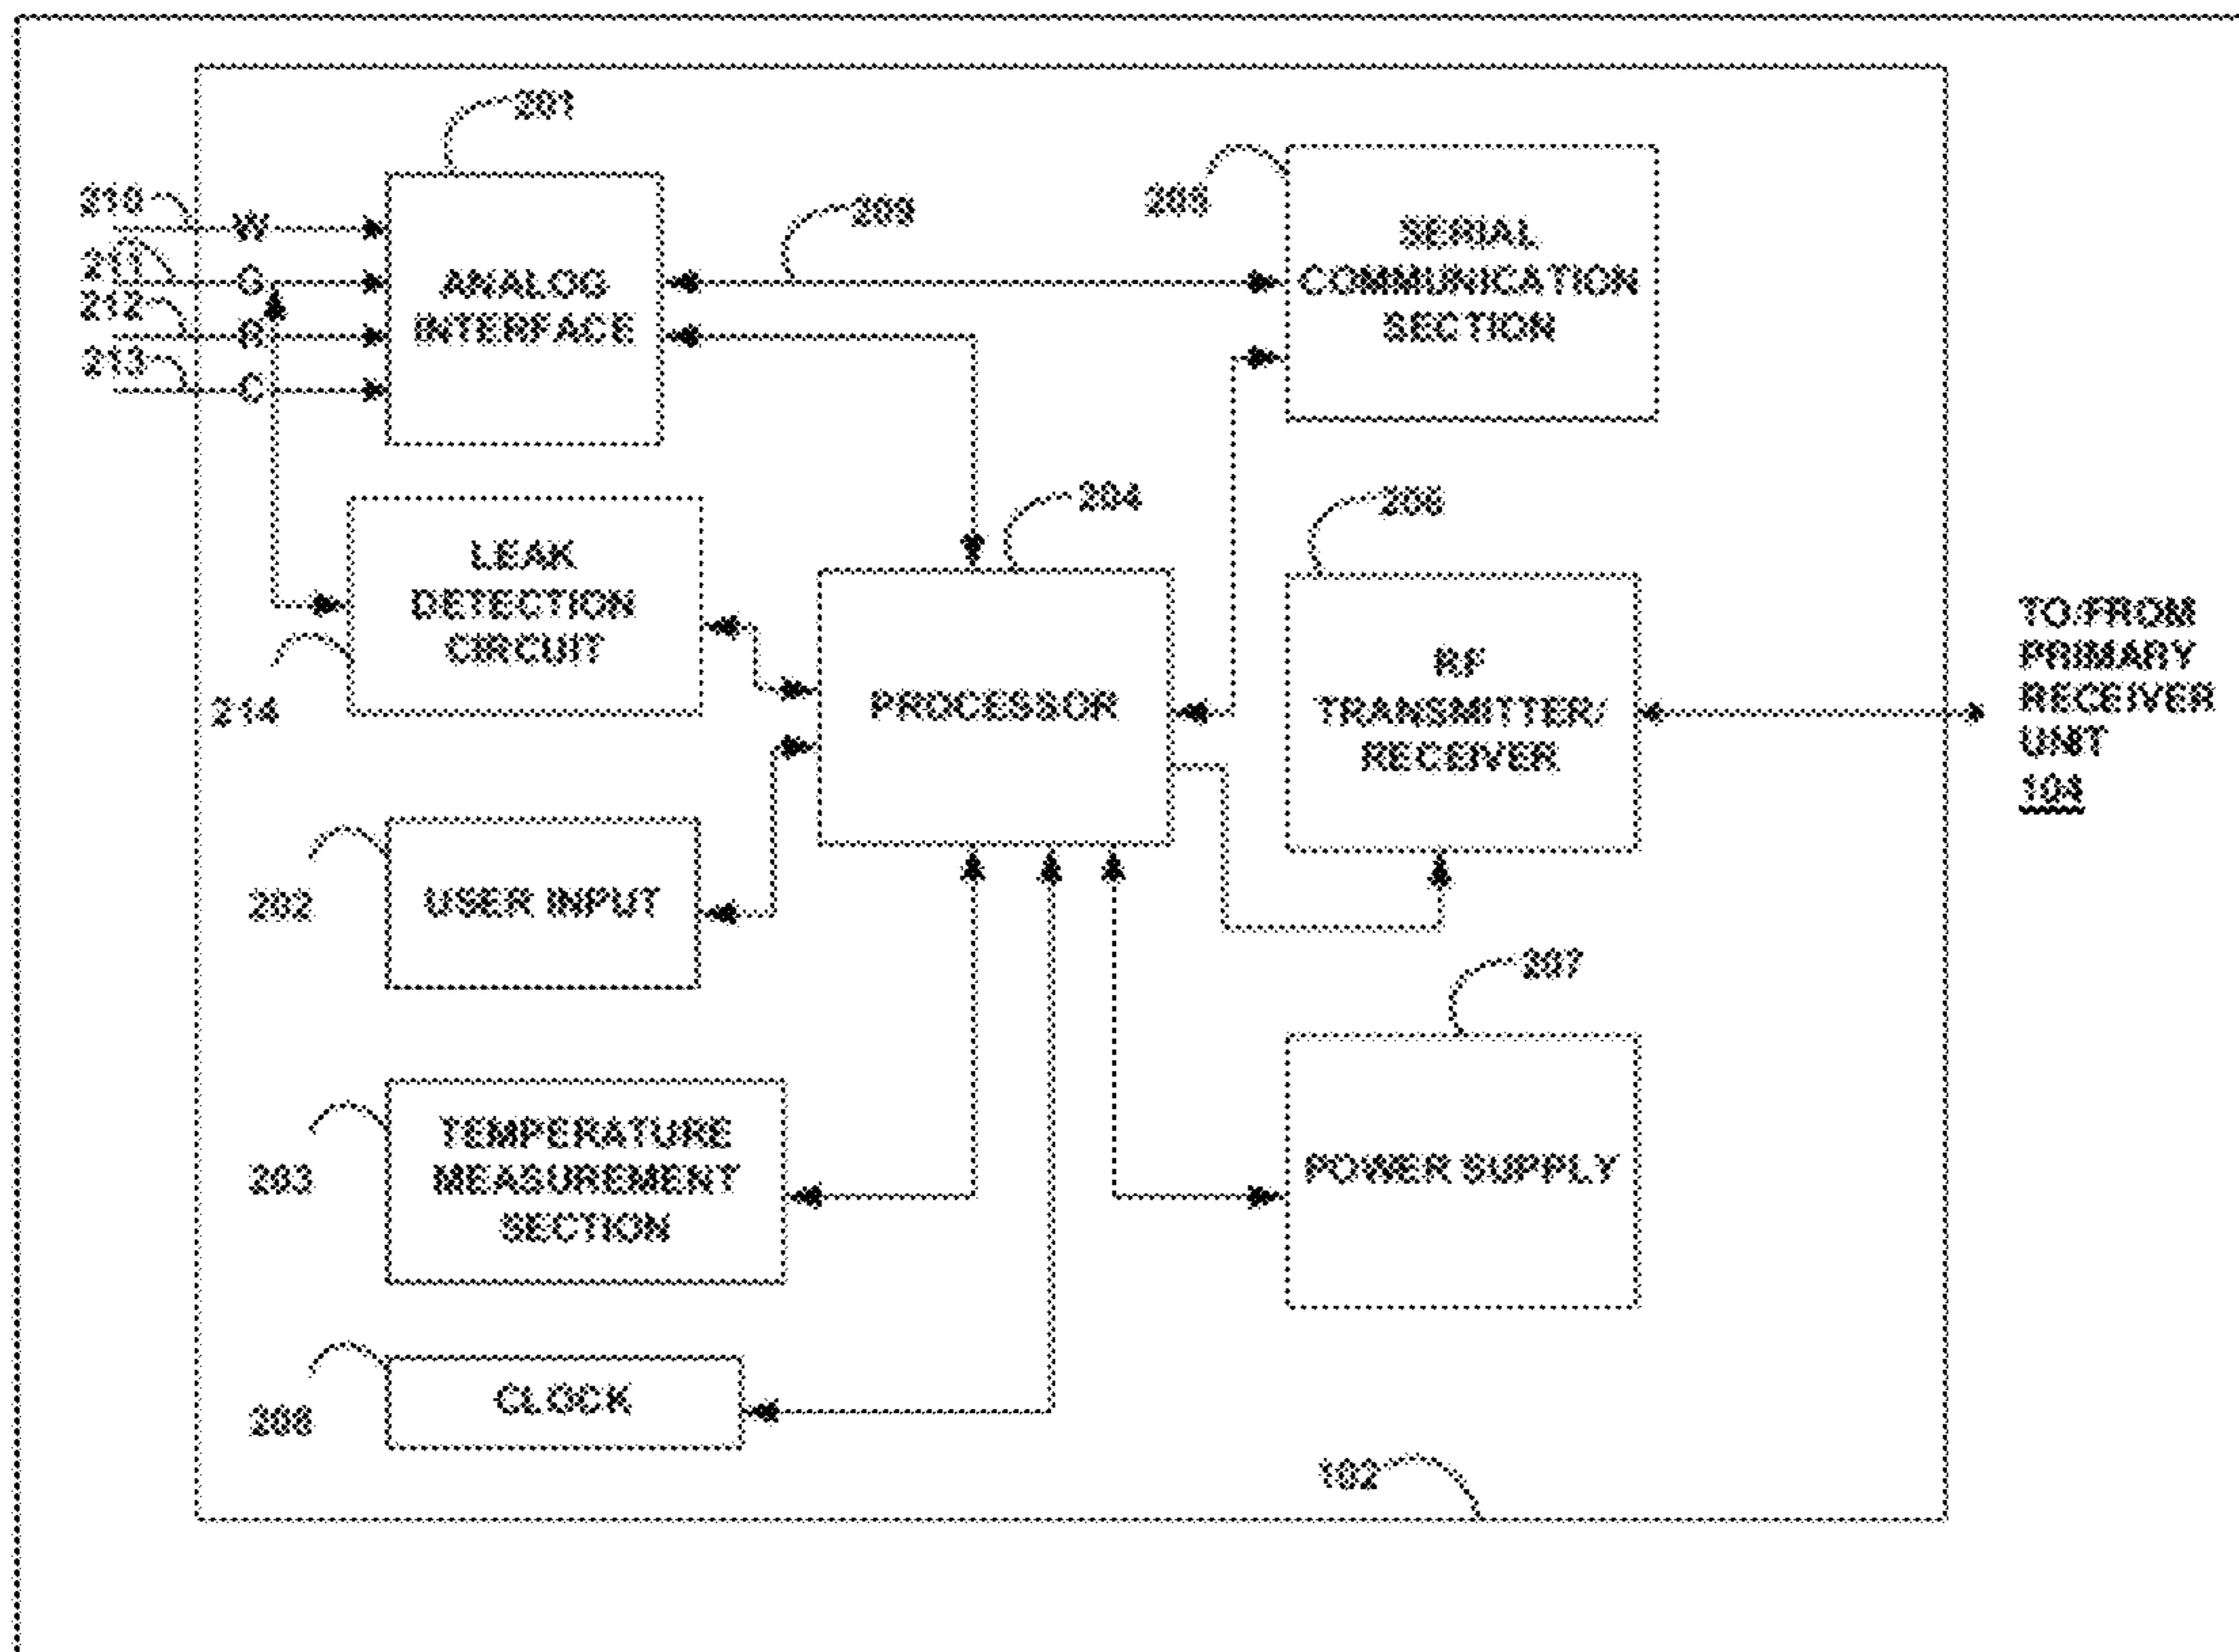 201
210
W
209
205
SERIAL
COMMUNICATION
SECTION
211
G
ANALOG
INTERFACE
212
R
213
C
204
206
LEAK
DETECTION
CIRCUIT
214
PROCESSOR
RF
TRANSMITTER/
RECEIVER
TO/FROM
PRIMARY
RECEIVER
UNIT
104
202
USER INPUT
207
203
TEMPERATURE
MEASUREMENT
SECTION
POWER SUPPLY
208
CLOCK
102